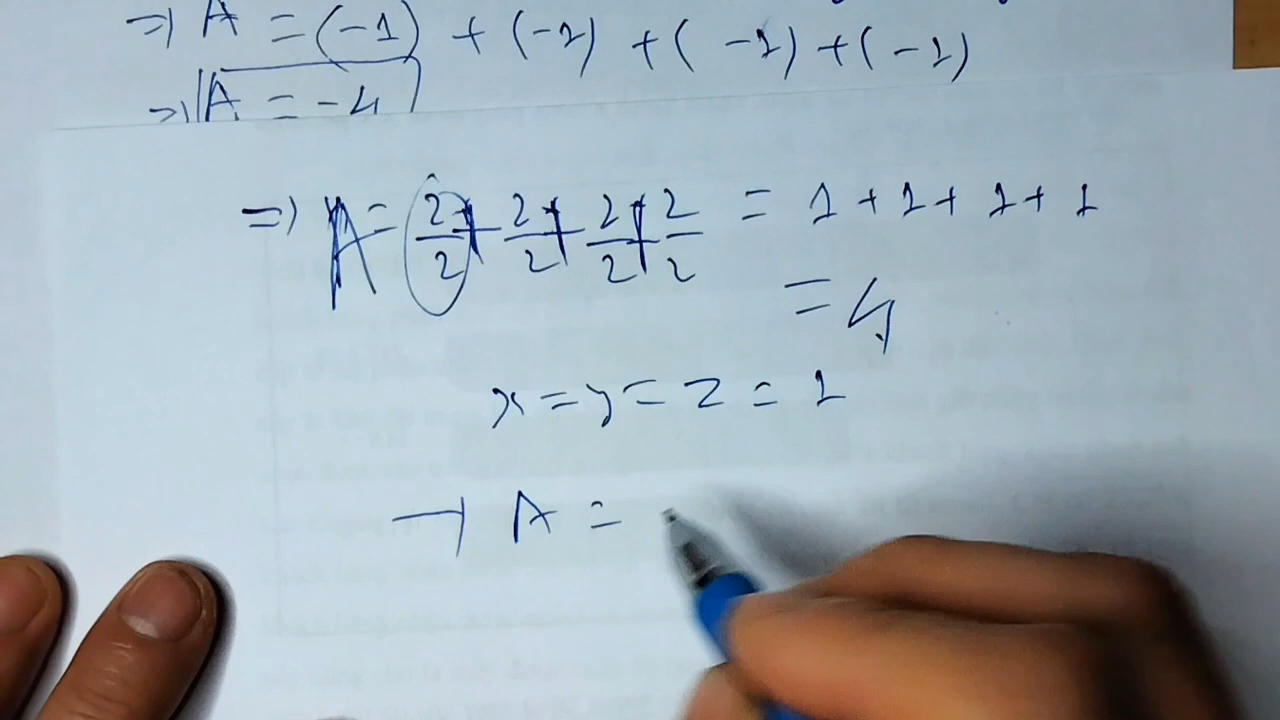 => A = (-1) + (-1) + (-1) + (-1)
=> A = -4
=> A = 2/2 + 2/2 + 2/2 + 2/2 = 1 + 1 + 1 + 1
= 4
x = y = z = 1
→ A =